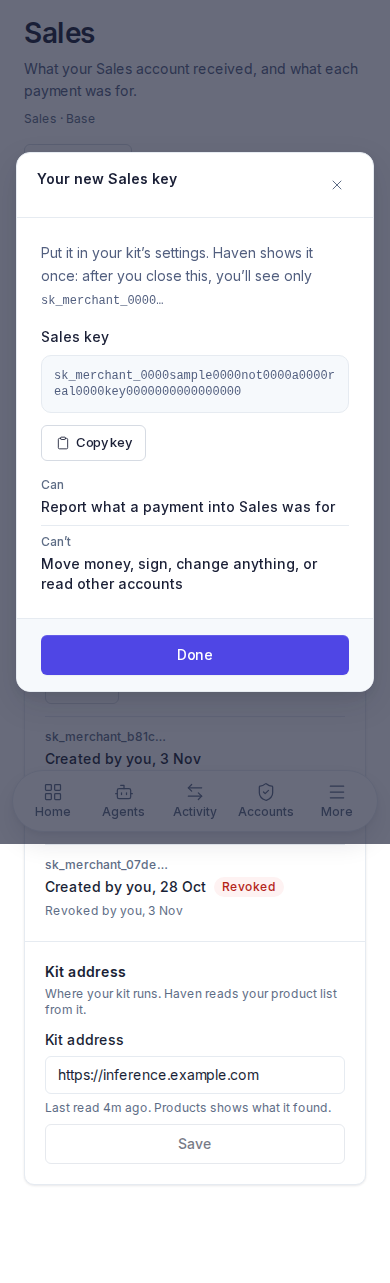 Sales
What your Sales account received, and what each
payment was for.
Sales · Base
Your new Sales key
Put it in your kit’s settings. Haven shows it
once: after you close this, you’ll see only
sk_merchant_0000…
Sales key
sk_merchant_0000sample0000not0000a0000r
eal0000key0000000000000000
Copy key
Can
Report what a payment into Sales was for
Can’t
Move money, sign, change anything, or
read other accounts
Done
sk_merchant_b81c…
Created by you, 3 Nov
Home
Agents
Activity
Accounts
More
sk_merchant_07de…
Created by you, 28 Oct Revoked
Revoked by you, 3 Nov
Kit address
Where your kit runs. Haven reads your product list
from it.
Kit address
https://inference.example.com
Last read 4m ago. Products shows what it found.
Save